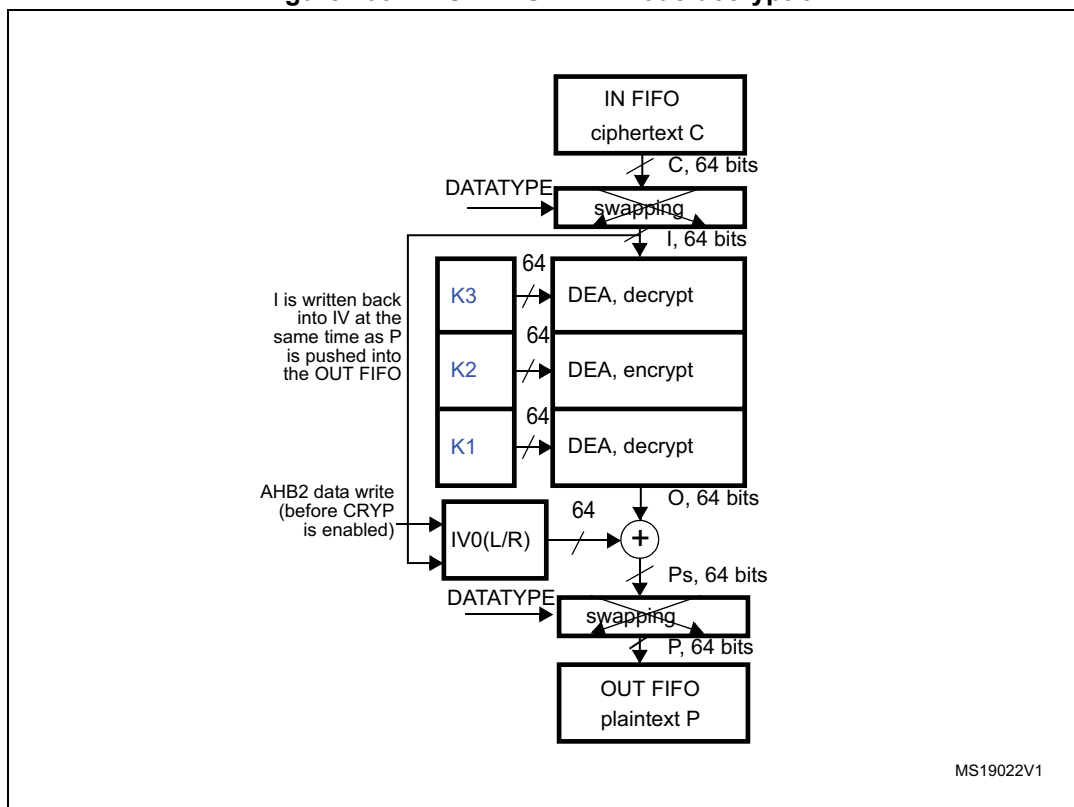 IN FIFO
ciphertext C
C, 64 bits
DATATYPE
swapping
I, 64 bits
I is written back
into IV at the
same time as P
is pushed into
the OUT FIFO
K3
64
DEA, decrypt
K2
64
DEA, encrypt
K1
64
DEA, decrypt
O, 64 bits
AHB2 data write
(before CRYP
is enabled)
IV0(L/R)
64
+
Ps, 64 bits
DATATYPE
swapping
P, 64 bits
OUT FIFO
plaintext P
MS19022V1